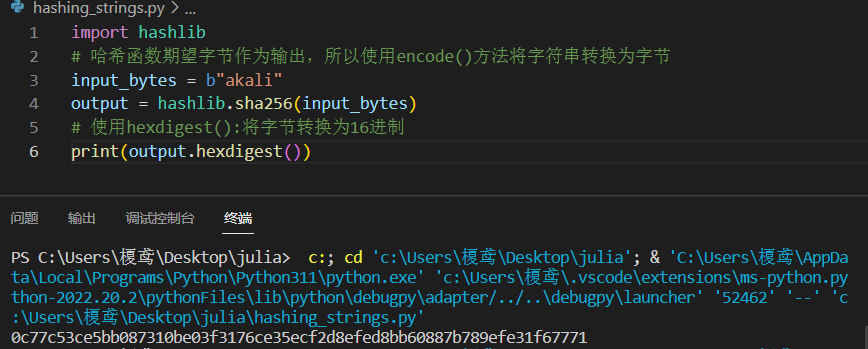 hashing_strings.py > ...
1 import hashlib
2 # 哈希函数期望字节作为输出，所以使用encode()方法将字符串转换为字节
3 input_bytes = b"akali"
4 output = hashlib.sha256(input_bytes)
5 # 使用hexdigest():将字节转换为16进制
6 print(output.hexdigest())
问题 输出 调试控制台 终端
PS C:\Users\榎鸢\Desktop\julia> c:; cd 'c:\Users\榎鸢\Desktop\julia'; & 'C:\Users\榎鸢\AppDa
ta\Local\Programs\Python\Python311\python.exe' 'c:\Users\榎鸢\.vscode\extensions\ms-python.py
thon-2022.20.2\pythonFiles\lib\python\debugpy\adapter/../..\debugpy\launcher' '52462' '--' 'c
:\Users\榎鸢\Desktop\julia\hashing_strings.py'
0c77c53ce5bb087310be03f3176ce35ecf2d8efed8bb60887b789efe31f67771